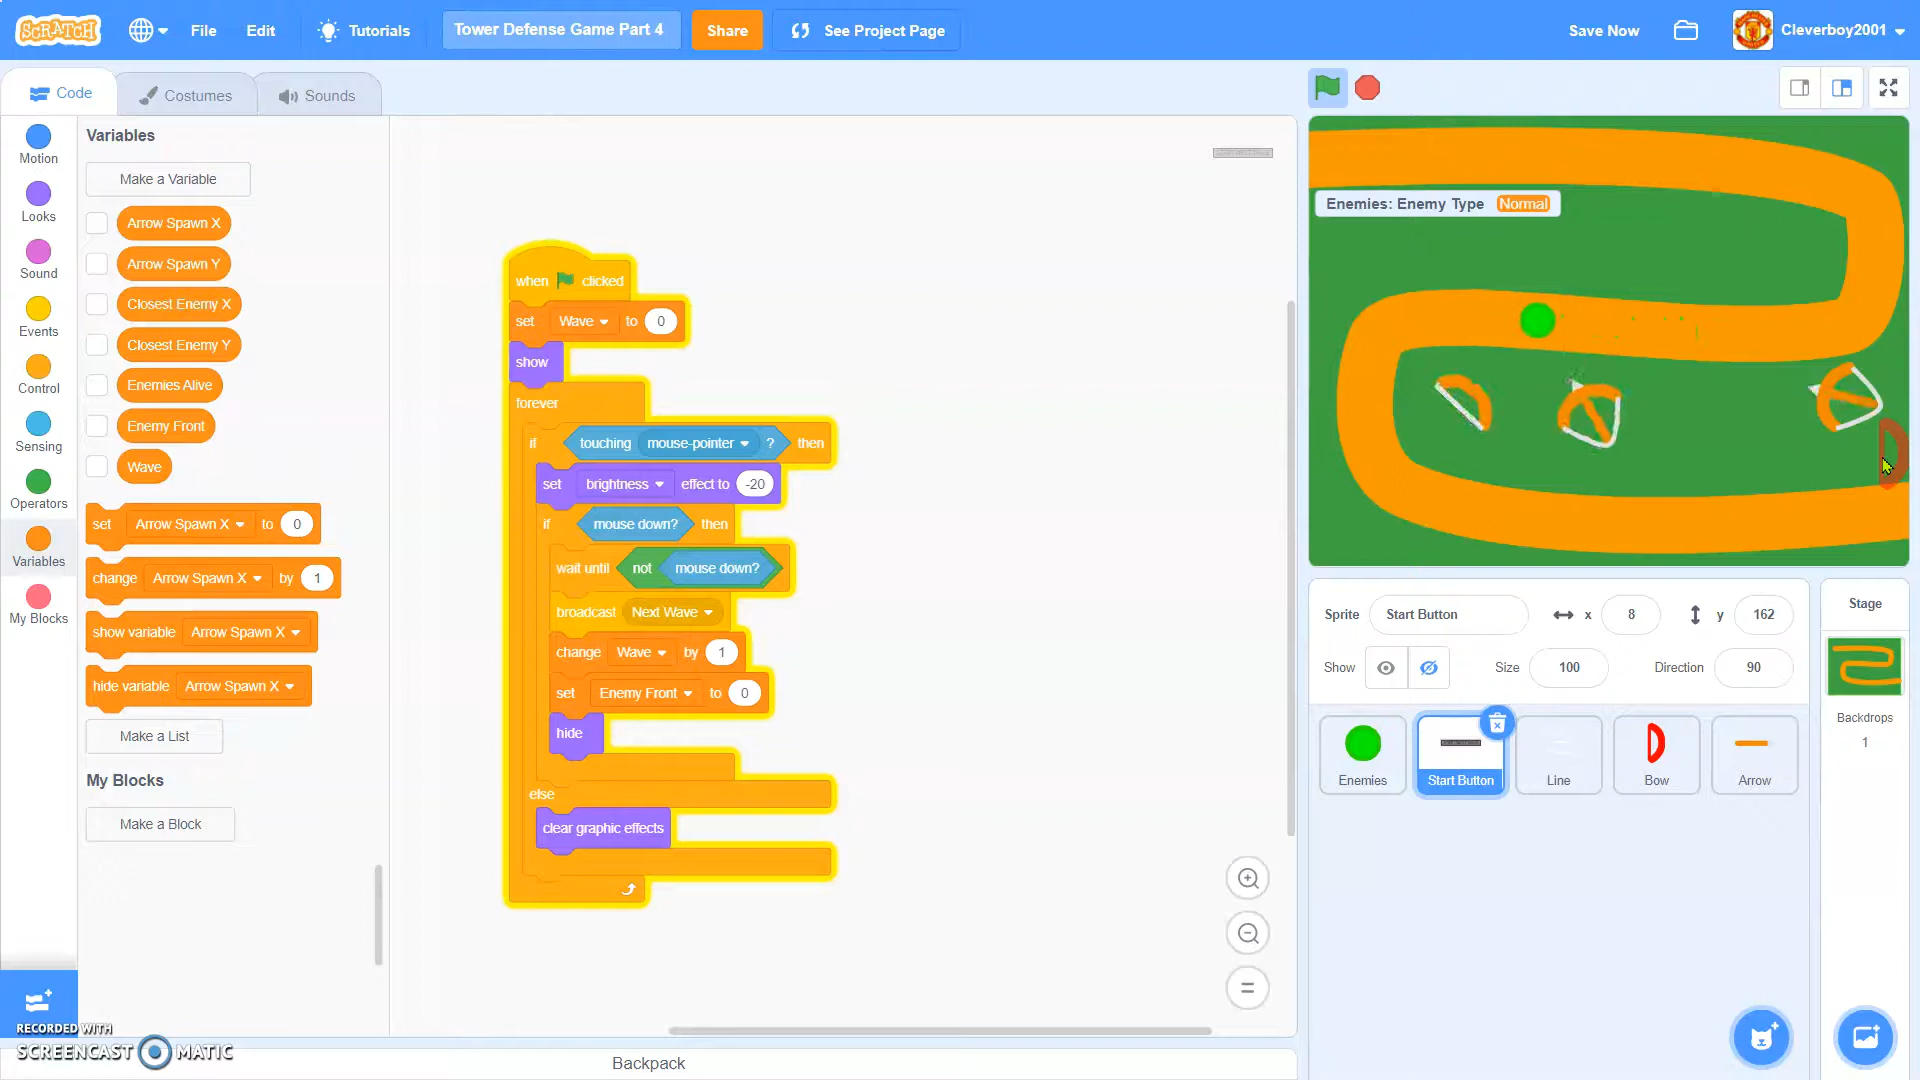 SCRATCH
File
Edit
Tutorials
Tower Defense Game Part 4
Share
See Project Page
Save Now
Cleverboy2001
Code
Costumes
Sounds
Motion
Looks
Sound
Events
Control
Sensing
Operators
Variables
My Blocks
Variables
Make a Variable
Arrow Spawn X
Arrow Spawn Y
Closest Enemy X
Closest Enemy Y
Enemies Alive
Enemy Front
Wave
set Arrow Spawn X to 0
change Arrow Spawn X by 1
show variable Arrow Spawn X
hide variable Arrow Spawn X
Make a List
My Blocks
Make a Block
when clicked
set Wave to 0
show
forever
if touching mouse-pointer ? then
set brightness effect to -20
if mouse down? then
wait until not mouse down?
broadcast Next Wave
change Wave by 1
set Enemy Front to 0
hide
else
clear graphic effects
Enemies: Enemy Type Normal
Sprite Start Button x 8 y 162
Show Size 100 Direction 90
Enemies
Start Button
Line
Bow
Arrow
Stage
Backdrops
1
Backpack
RECORDED WITH
SCREENCAST MATIC